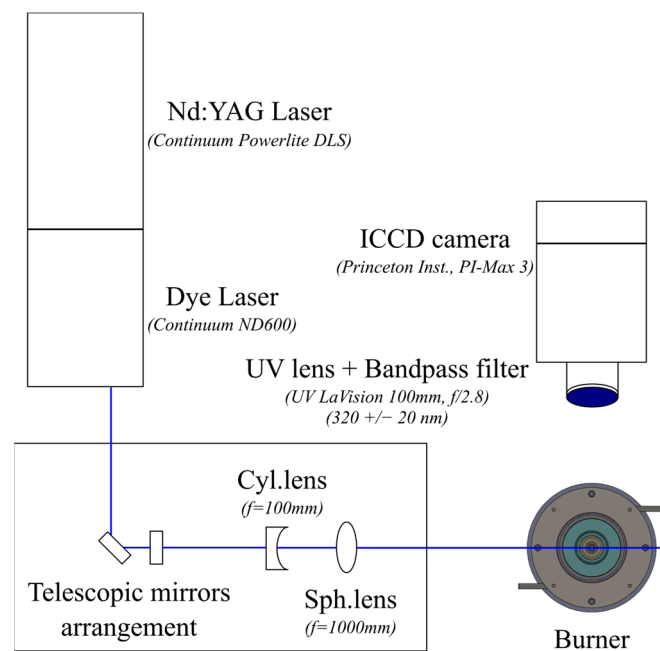 Nd:YAG Laser
(Continuum Powerlite DLS)
ICCD camera
(Princeton Inst., PI-Max 3)
Dye Laser
(Continuum ND600)
UV lens + Bandpass filter
(UV LaVision 100mm, f/2.8)
(320 +/− 20 nm)
Cyl.lens
(f=100mm)
Telescopic mirrors
arrangement
Sph.lens
(f=1000mm)
Burner